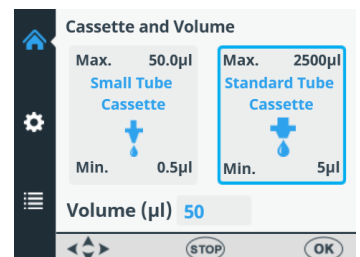 Cassette and Volume
Max. 50.0µl
Small Tube
Cassette
Min. 0.5µl
Max. 2500µl
Standard Tube
Cassette
Min. 5µl
Volume (µl) 50
STOP
OK